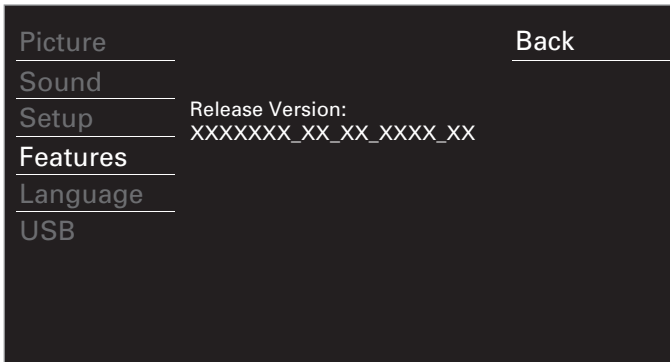 Picture
Back
Sound
Setup
Release Version:
XXXXXXX_XX_XX_XXXX_XX
Features
Language
USB